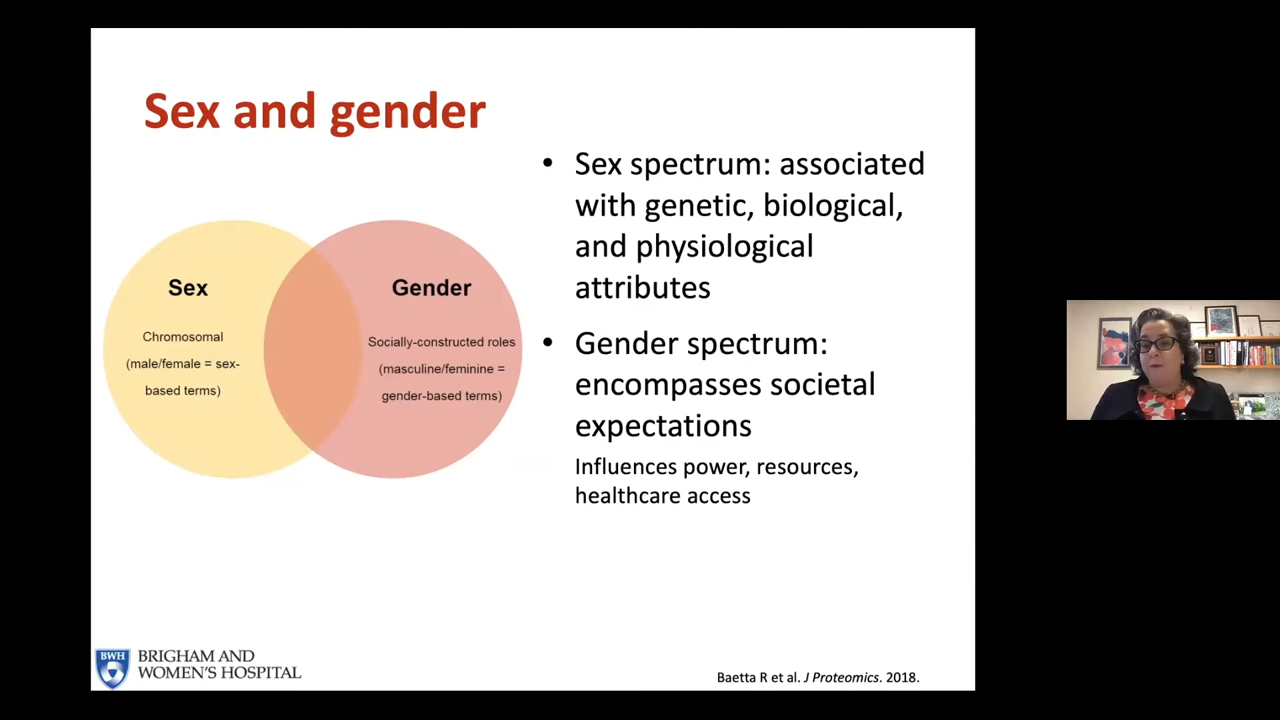 Sex and gender
Sex
Chromosomal
(male/female = sex-
based terms)
Gender
Socially-constructed roles
(masculine/feminine =
gender-based terms)
• Sex spectrum: associated
with genetic, biological,
and physiological
attributes
• Gender spectrum:
encompasses societal
expectations
Influences power, resources,
healthcare access
BWH
BRIGHAM AND
WOMEN'S HOSPITAL
Baetta R et al. J Proteomics. 2018.